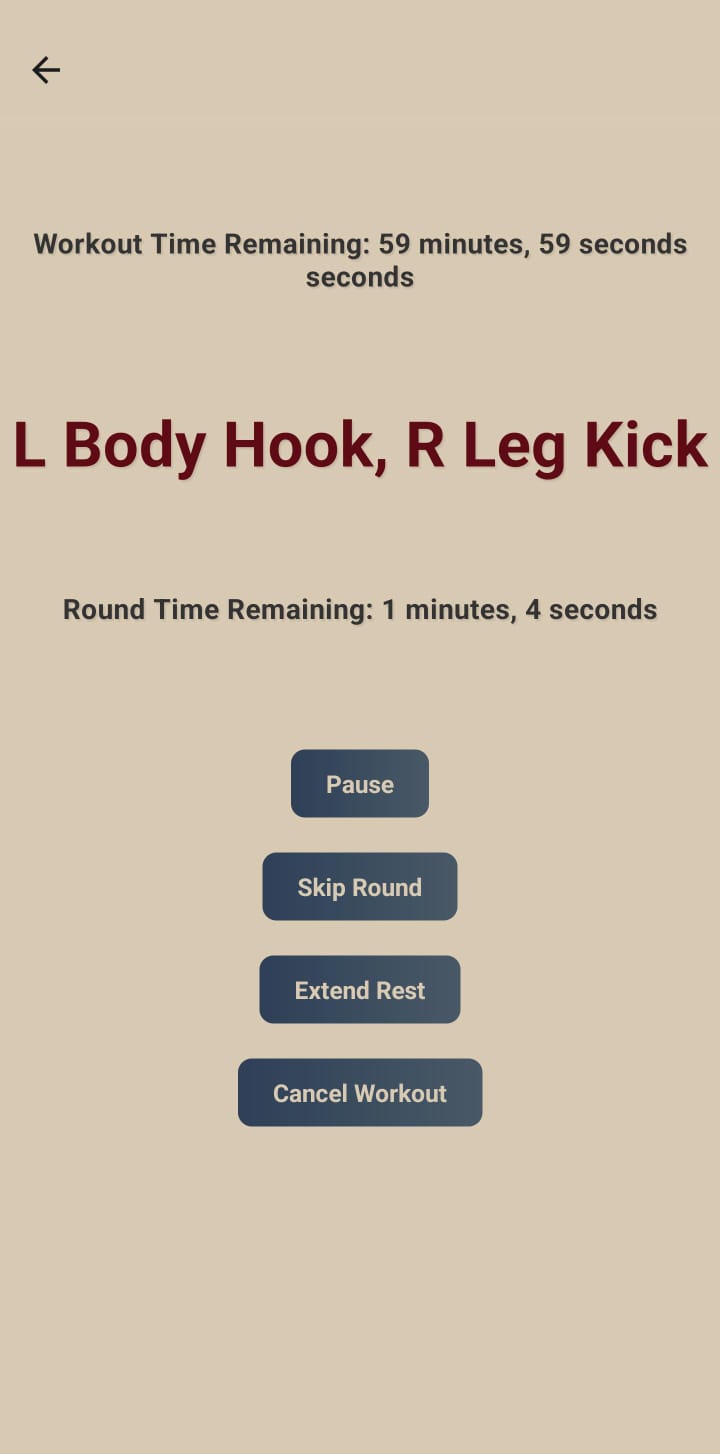 Workout Time Remaining: 59 minutes, 59 seconds
seconds
L Body Hook, R Leg Kick
Round Time Remaining: 1 minutes, 4 seconds
Pause
Skip Round
Extend Rest
Cancel Workout